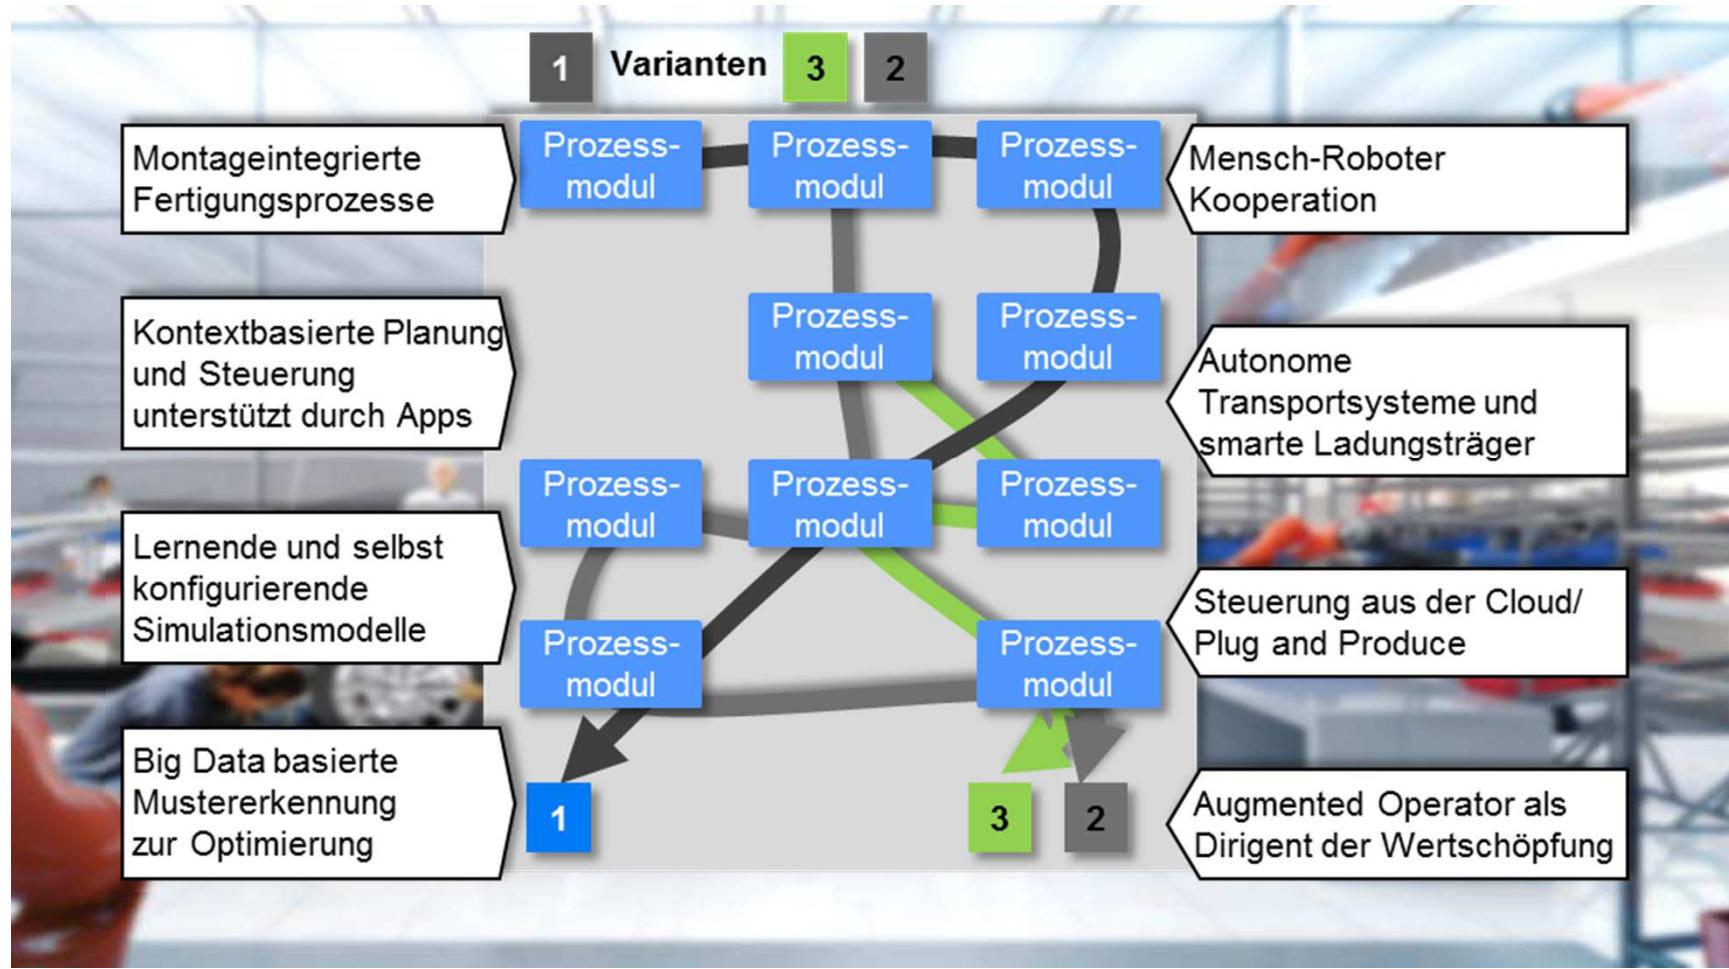 1 Varianten 3 2
Montageintegrierte
Fertigungsprozesse
Prozess-
modul
Prozess-
modul
Prozess-
modul
Mensch-Roboter
Kooperation
Kontextbasierte Planung
und Steuerung
unterstützt durch Apps
Prozess-
modul
Prozess-
modul
Autonome
Transportsysteme und
smarte Ladungsträger
Prozess-
modul
Prozess-
modul
Prozess-
modul
Lernende und selbst
konfigurierende
Simulationsmodelle
Prozess-
modul
Prozess-
modul
Steuerung aus der Cloud/
Plug and Produce
Big Data basierte
Mustererkennung
zur Optimierung
1
3
2
Augmented Operator als
Dirigent der Wertschöpfung